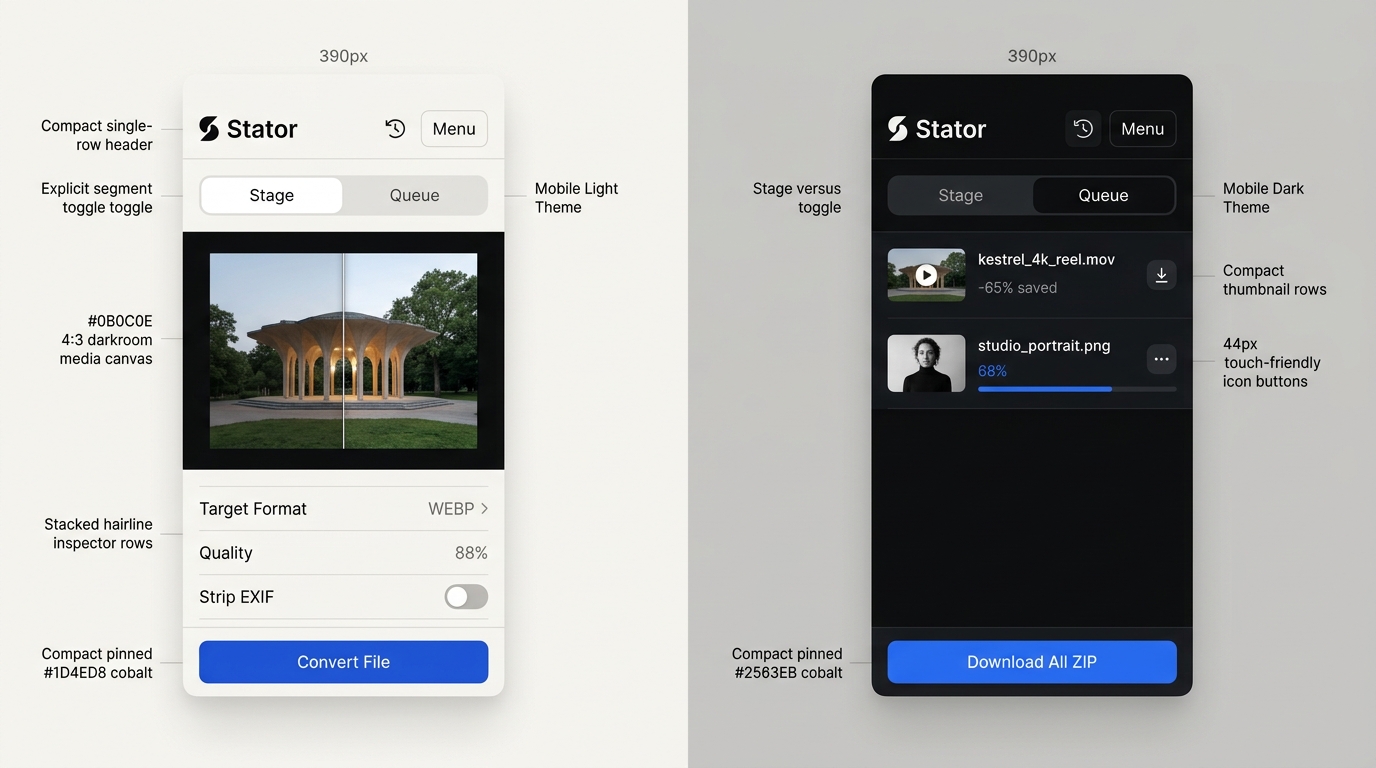 390px
Compact single-
row header
Stator
Menu
Explicit segment
toggle toggle
Stage
Queue
Mobile Light
Theme
#0B0C0E
4:3 darkroom
media canvas
Stacked hairline
inspector rows
Target Format
WEBP
Quality
88%
Strip EXIF
Compact pinned
#1D4ED8 cobalt
Convert File
390px
Stator
Menu
Stage versus
toggle
Stage
Queue
Mobile Dark
Theme
kestrel_4k_reel.mov
-65% saved
Compact
thumbnail rows
studio_portrait.png
68%
44px
touch-friendly
icon buttons
Compact pinned
#2563EB cobalt
Download All ZIP